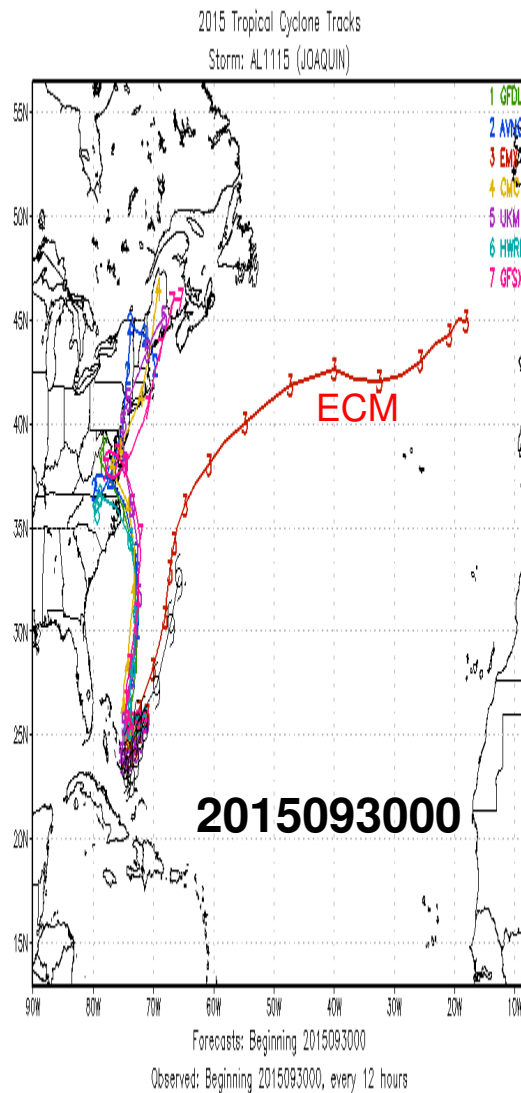 2015 Tropical Cyclone Tracks
Storm: AL1115 (JOAQUIN)
1 GFDL
2 AVNO
3 EMX
4 CMC
5 UKM
6 HWRF
7 GFSX
55N
50N
45N
40N
35N
30N
25N
20N
15N
ECM
2015093000
90W 80W 70W 60W 50W 40W 30W 20W 10W
Forecasts: Beginning 2015093000
Observed: Beginning 2015093000, every 12 hours